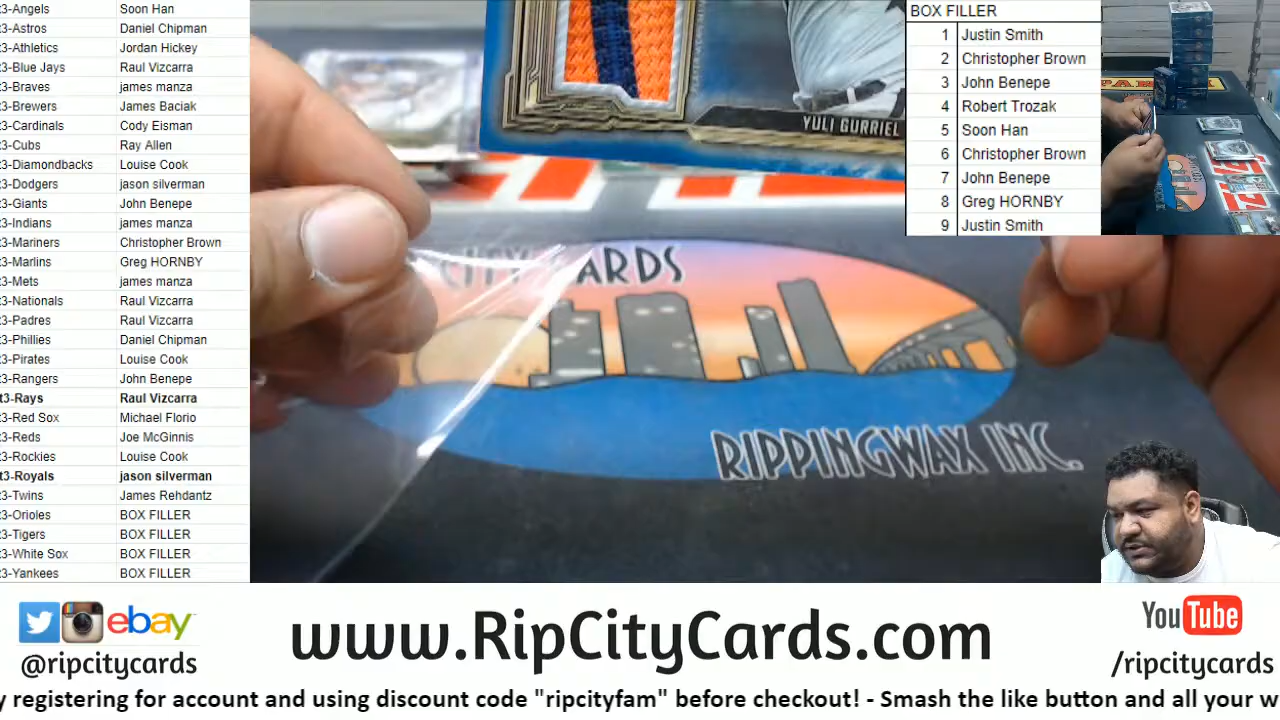 :3-Angels Soon Han
:3-Astros Daniel Chipman
:3-Athletics Jordan Hickey
:3-Blue Jays Raul Vizcarra
:3-Braves james manza
:3-Brewers James Baciak
:3-Cardinals Cody Eisman
:3-Cubs Ray Allen
:3-Diamondbacks Louise Cook
:3-Dodgers jason silverman
:3-Giants John Benepe
:3-Indians james manza
:3-Mariners Christopher Brown
:3-Marlins Greg HORNBY
:3-Mets james manza
:3-Nationals Raul Vizcarra
:3-Padres Raul Vizcarra
:3-Phillies Daniel Chipman
:3-Pirates Louise Cook
:3-Rangers John Benepe
t3-Rays Raul Vizcarra
:3-Red Sox Michael Florio
:3-Reds Joe McGinnis
:3-Rockies Louise Cook
t3-Royals jason silverman
:3-Twins James Rehdantz
:3-Orioles BOX FILLER
:3-Tigers BOX FILLER
:3-White Sox BOX FILLER
:3-Yankees BOX FILLER
YULI GURRIEL
CITY CARDS
RIPPINGWAX INC.
BOX FILLER
1 Justin Smith
2 Christopher Brown
3 John Benepe
4 Robert Trozak
5 Soon Han
6 Christopher Brown
7 John Benepe
8 Greg HORNBY
9 Justin Smith
PANINI
ebay
@ripcitycards
www.RipCityCards.com
YouTube
/ripcitycards
y registering for account and using discount code "ripcityfam" before checkout! - Smash the like button and all your w